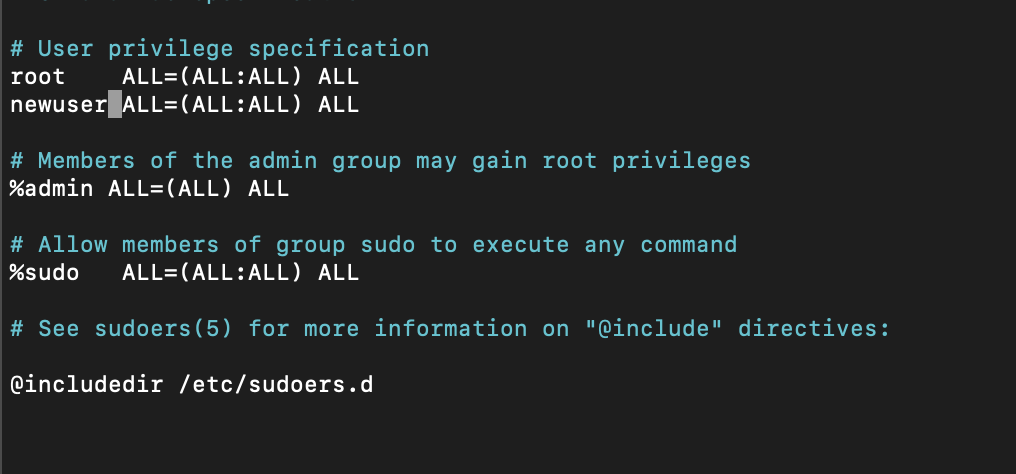 # User privilege specification
root    ALL=(ALL:ALL) ALL
newuser ALL=(ALL:ALL) ALL
# Members of the admin group may gain root privileges
%admin ALL=(ALL) ALL
# Allow members of group sudo to execute any command
%sudo   ALL=(ALL:ALL) ALL
# See sudoers(5) for more information on "@include" directives:
@includedir /etc/sudoers.d